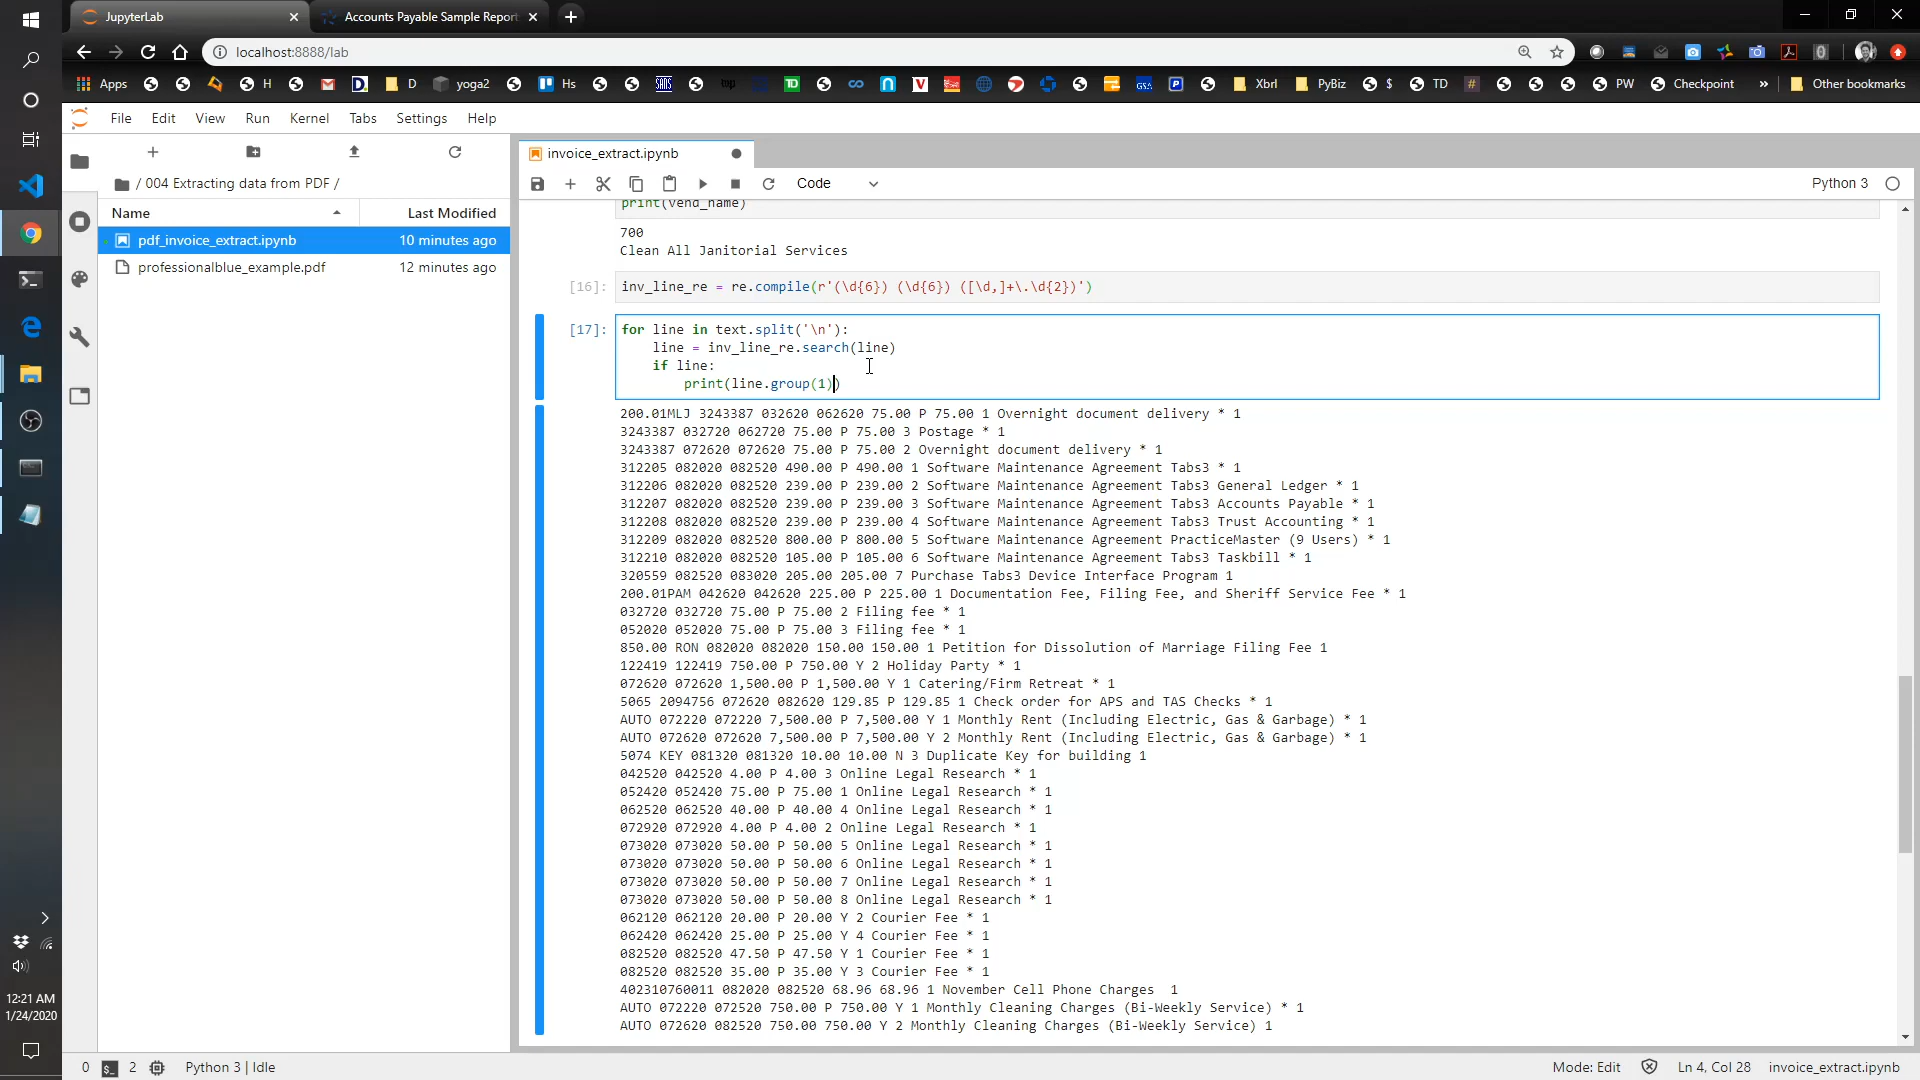 JupyterLab
Accounts Payable Sample Report
localhost:8888/lab
Apps
H
D
yoga2
Hs
Xbrl
PyBiz
$
TD
PW
Checkpoint
»
Other bookmarks
File Edit View Run Kernel Tabs Settings Help
/ 004 Extracting data from PDF /
Name Last Modified
pdf_invoice_extract.ipynb 10 minutes ago
professionalblue_example.pdf 12 minutes ago
invoice_extract.ipynb
Code
Python 3
print(vend_name)
700
Clean All Janitorial Services
[16]: inv_line_re = re.compile(r'(\d{6}) (\d{6}) ([\d,]+\.\d{2})')
[17]: for line in text.split('\n'):
line = inv_line_re.search(line)
if line:
print(line.group(1))
200.01MLJ 3243387 032620 062620 75.00 P 75.00 1 Overnight document delivery * 1
3243387 032720 062720 75.00 P 75.00 3 Postage * 1
3243387 072620 072620 75.00 P 75.00 2 Overnight document delivery * 1
312205 082020 082520 490.00 P 490.00 1 Software Maintenance Agreement Tabs3 * 1
312206 082020 082520 239.00 P 239.00 2 Software Maintenance Agreement Tabs3 General Ledger * 1
312207 082020 082520 239.00 P 239.00 3 Software Maintenance Agreement Tabs3 Accounts Payable * 1
312208 082020 082520 239.00 P 239.00 4 Software Maintenance Agreement Tabs3 Trust Accounting * 1
312209 082020 082520 800.00 P 800.00 5 Software Maintenance Agreement PracticeMaster (9 Users) * 1
312210 082020 082520 105.00 P 105.00 6 Software Maintenance Agreement Tabs3 Taskbill * 1
320559 082520 083020 205.00 205.00 7 Purchase Tabs3 Device Interface Program 1
200.01PAM 042620 042620 225.00 P 225.00 1 Documentation Fee, Filing Fee, and Sheriff Service Fee * 1
032720 032720 75.00 P 75.00 2 Filing fee * 1
052020 052020 75.00 P 75.00 3 Filing fee * 1
850.00 RON 082020 082020 150.00 150.00 1 Petition for Dissolution of Marriage Filing Fee 1
122419 122419 750.00 P 750.00 Y 2 Holiday Party * 1
072620 072620 1,500.00 P 1,500.00 Y 1 Catering/Firm Retreat * 1
5065 2094756 072620 082620 129.85 P 129.85 1 Check order for APS and TAS Checks * 1
AUTO 072220 072220 7,500.00 P 7,500.00 Y 1 Monthly Rent (Including Electric, Gas & Garbage) * 1
AUTO 072620 072620 7,500.00 P 7,500.00 Y 2 Monthly Rent (Including Electric, Gas & Garbage) * 1
5074 KEY 081320 081320 10.00 10.00 N 3 Duplicate Key for building 1
042520 042520 4.00 P 4.00 3 Online Legal Research * 1
052420 052420 75.00 P 75.00 1 Online Legal Research * 1
062520 062520 40.00 P 40.00 4 Online Legal Research * 1
072920 072920 4.00 P 4.00 2 Online Legal Research * 1
073020 073020 50.00 P 50.00 5 Online Legal Research * 1
073020 073020 50.00 P 50.00 6 Online Legal Research * 1
073020 073020 50.00 P 50.00 7 Online Legal Research * 1
073020 073020 50.00 P 50.00 8 Online Legal Research * 1
062120 062120 20.00 P 20.00 Y 2 Courier Fee * 1
062420 062420 25.00 P 25.00 Y 4 Courier Fee * 1
082520 082520 47.50 P 47.50 Y 1 Courier Fee * 1
082520 082520 35.00 P 35.00 Y 3 Courier Fee * 1
402310760011 082020 082520 68.96 68.96 1 November Cell Phone Charges 1
AUTO 072220 072520 750.00 P 750.00 Y 1 Monthly Cleaning Charges (Bi-Weekly Service) * 1
AUTO 072620 082520 750.00 750.00 Y 2 Monthly Cleaning Charges (Bi-Weekly Service) 1
12:21 AM
1/24/2020
0 2 Python 3 | Idle Mode: Edit Ln 4, Col 28 invoice_extract.ipynb